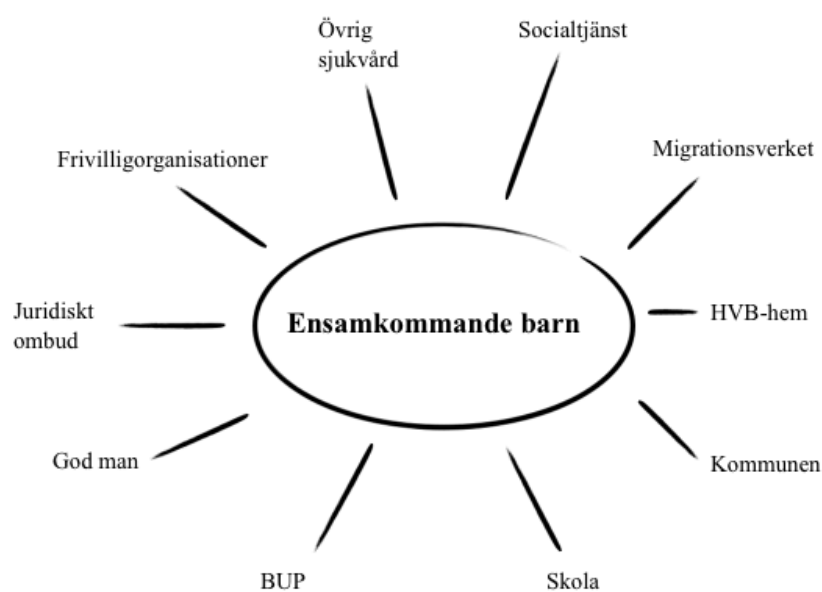 Övrig
sjukvård
Socialtjänst
Frivilligorganisationer
Migrationsverket
Juridiskt
ombud
Ensamkommande barn
HVB-hem
God man
Kommunen
BUP
Skola